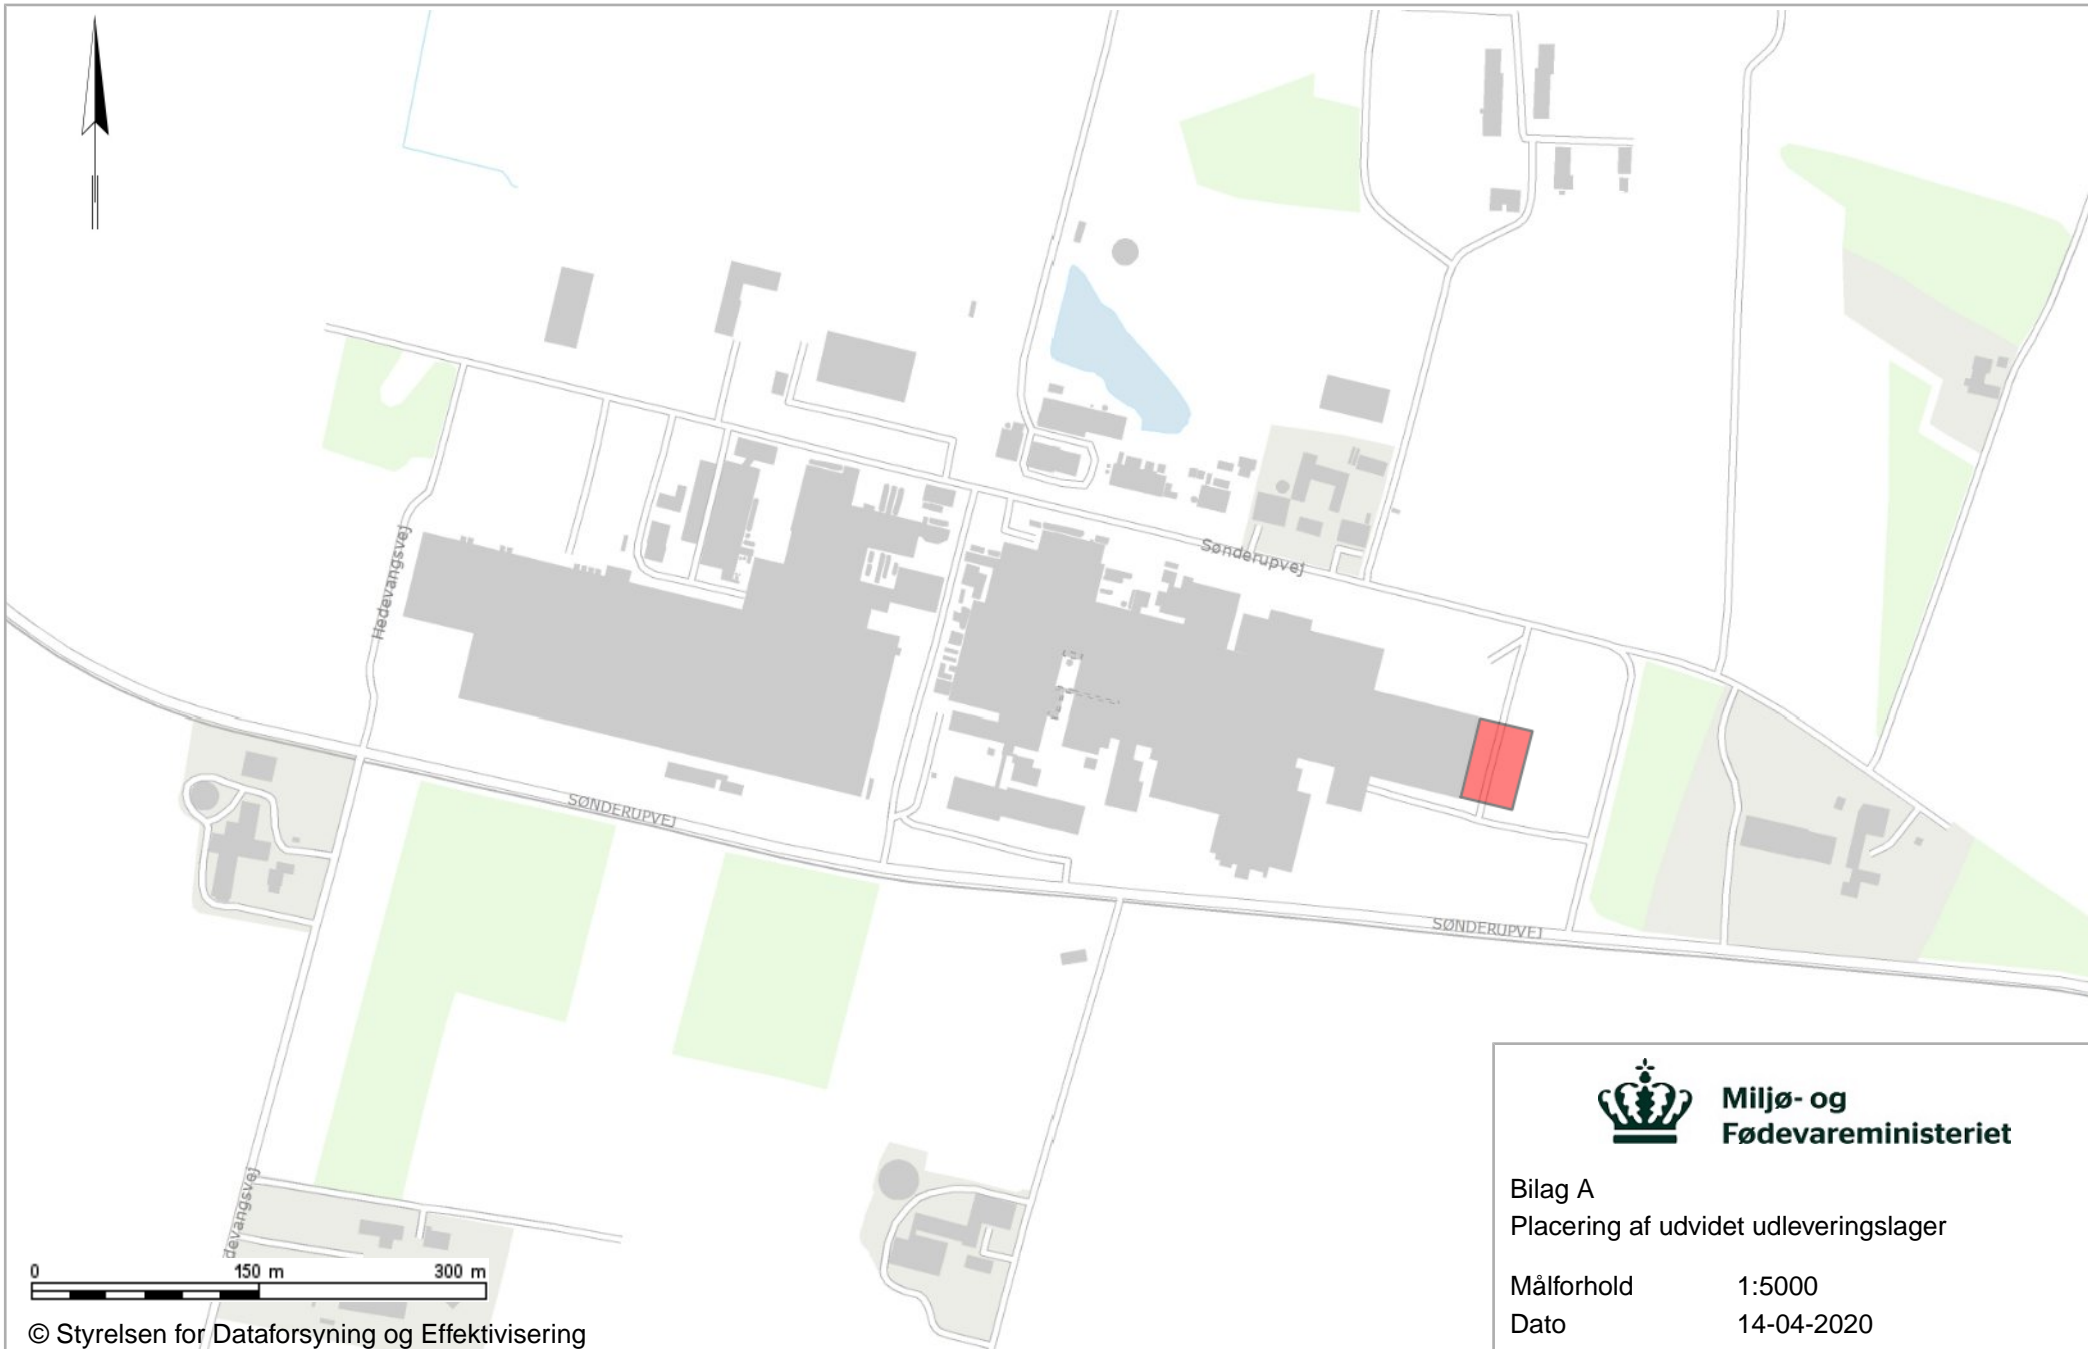 Hedevangsvej
Sønderupvej
SØNDERUPVEJ
SØNDERUPVEJ
devangsvej
0 150 m 300 m
© Styrelsen for Dataforsyning og Effektivisering
Miljø- og
Fødevareministeriet
Bilag A
Placering af udvidet udleveringslager
Målforhold 1:5000
Dato 14-04-2020